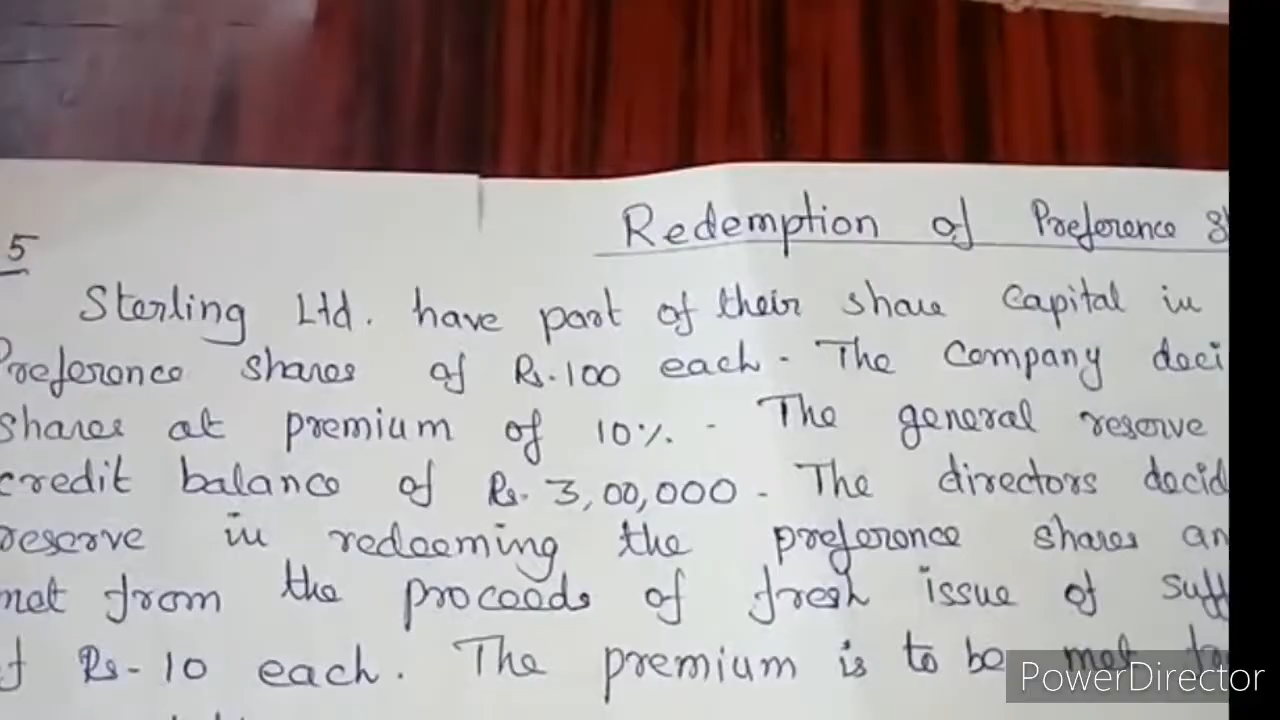 Redemption of Preference
5
Sterling Ltd. have part of their share capital in
Preference shares of Rs.100 each. The company deci
shares at premium of 10%. The general reserve
credit balance of Rs. 3,00,000. The directors decid
reserve in redeeming the preference shares an
met from the proceeds of fresh issue of suff
of Rs-10 each. The premium is to be met
PowerDirector